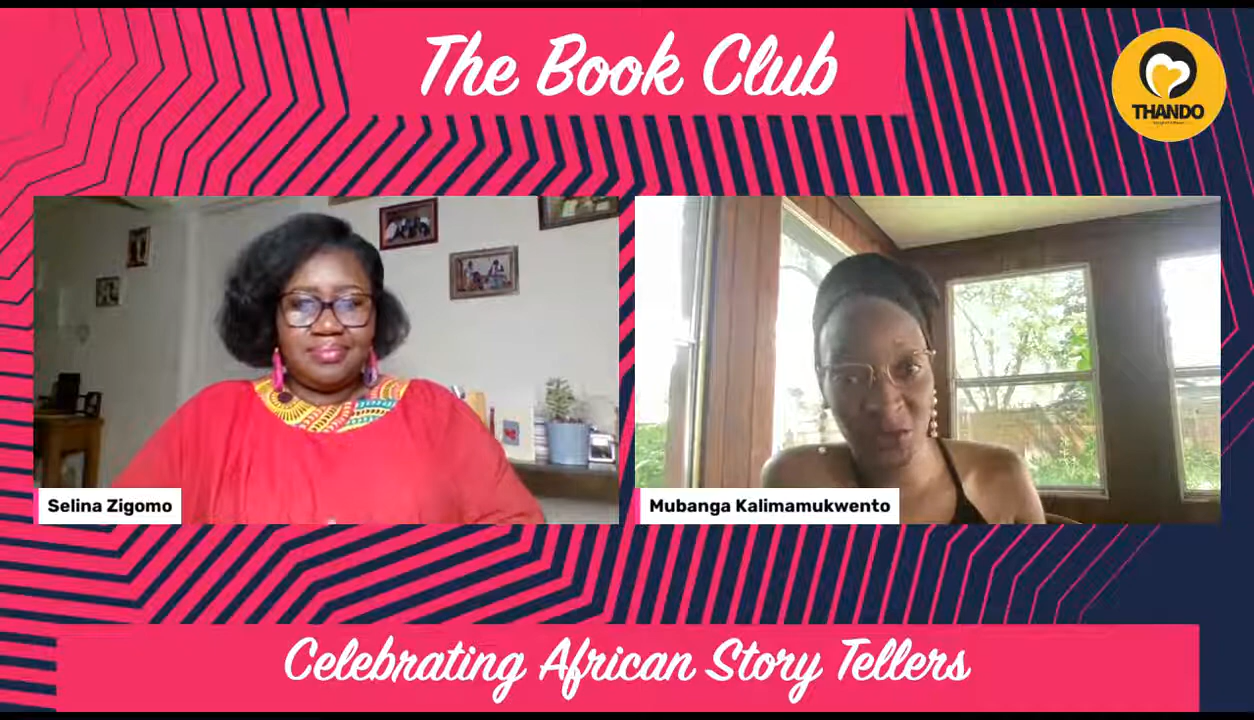 The Book Club
THANDO
Selina Zigomo
Mubanga Kalimamukwento
Celebrating African Story Tellers